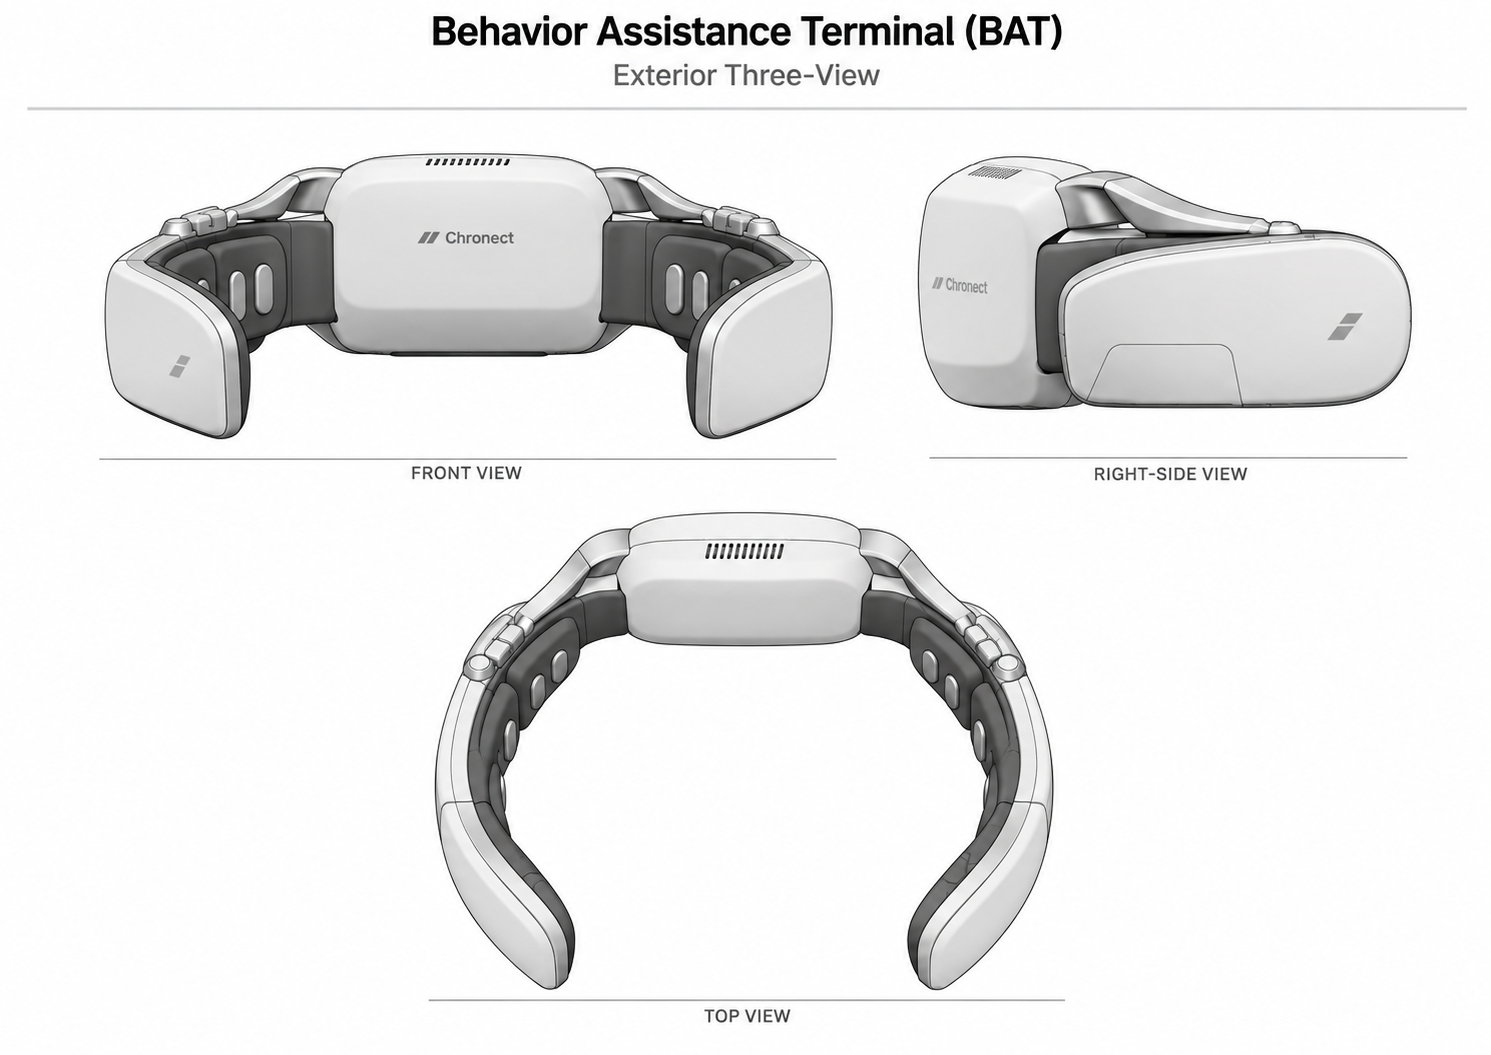 Behavior Assistance Terminal (BAT)
Exterior Three-View
Chronect
Chronect
FRONT VIEW
RIGHT-SIDE VIEW
TOP VIEW